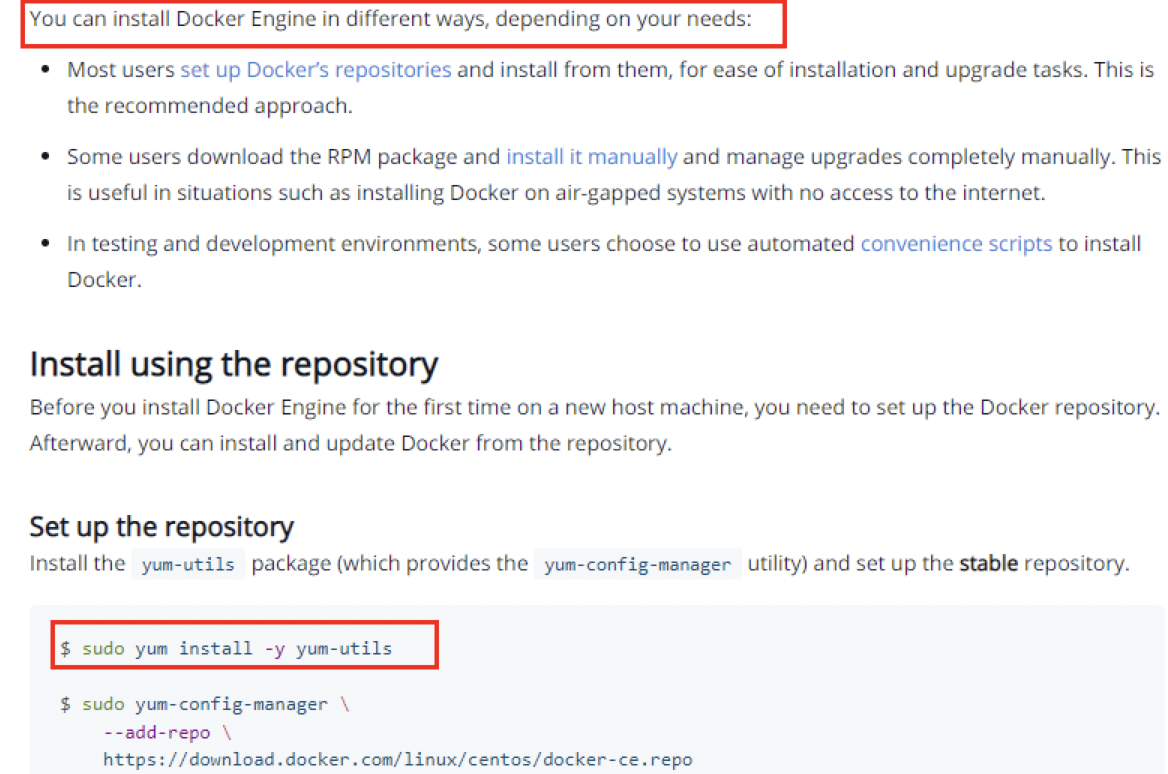 You can install Docker Engine in different ways, depending on your needs:
• Most users set up Docker’s repositories and install from them, for ease of installation and upgrade tasks. This is
the recommended approach.
• Some users download the RPM package and install it manually and manage upgrades completely manually. This
is useful in situations such as installing Docker on air-gapped systems with no access to the internet.
• In testing and development environments, some users choose to use automated convenience scripts to install
Docker.
Install using the repository
Before you install Docker Engine for the first time on a new host machine, you need to set up the Docker repository.
Afterward, you can install and update Docker from the repository.
Set up the repository
Install the yum-utils package (which provides the yum-config-manager utility) and set up the stable repository.
$ sudo yum install -y yum-utils
$ sudo yum-config-manager \
--add-repo \
https://download.docker.com/linux/centos/docker-ce.repo